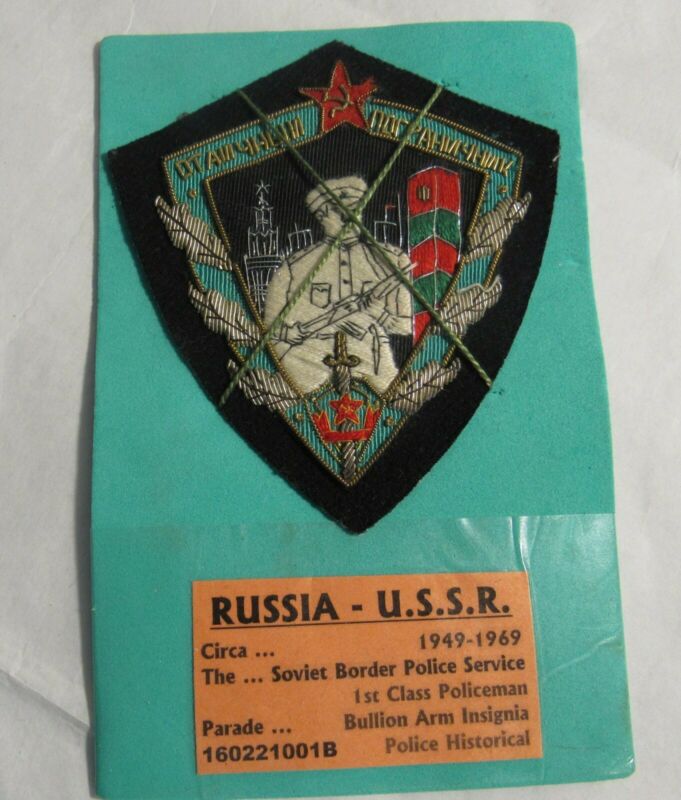 ОТЛИЧНЫЙ ПОГРАНИЧНИК
RUSSIA - U.S.S.R.
Circa ... 1949-1969
The ... Soviet Border Police Service
1st Class Policeman
Parade ... Bullion Arm Insignia
160221001B Police Historical